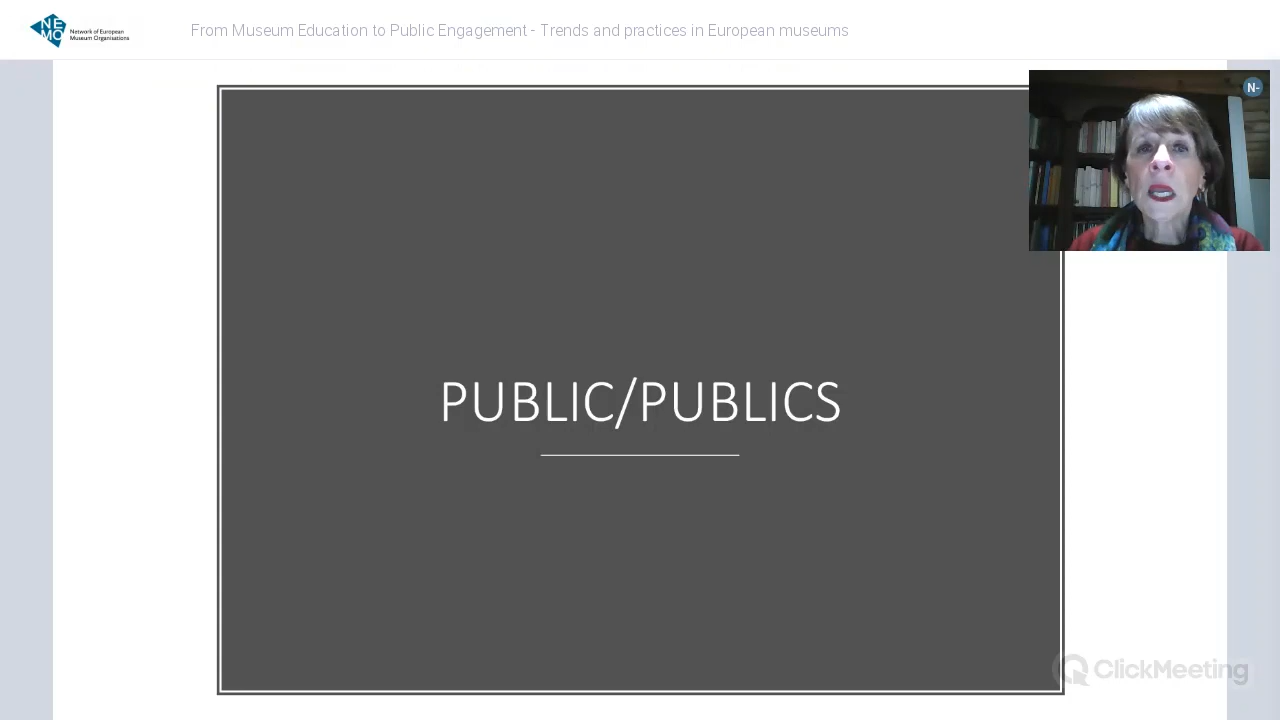 NE
MO
Network of European
Museum Organisations
From Museum Education to Public Engagement - Trends and practices in European museums
N-
PUBLIC/PUBLICS
ClickMeeting